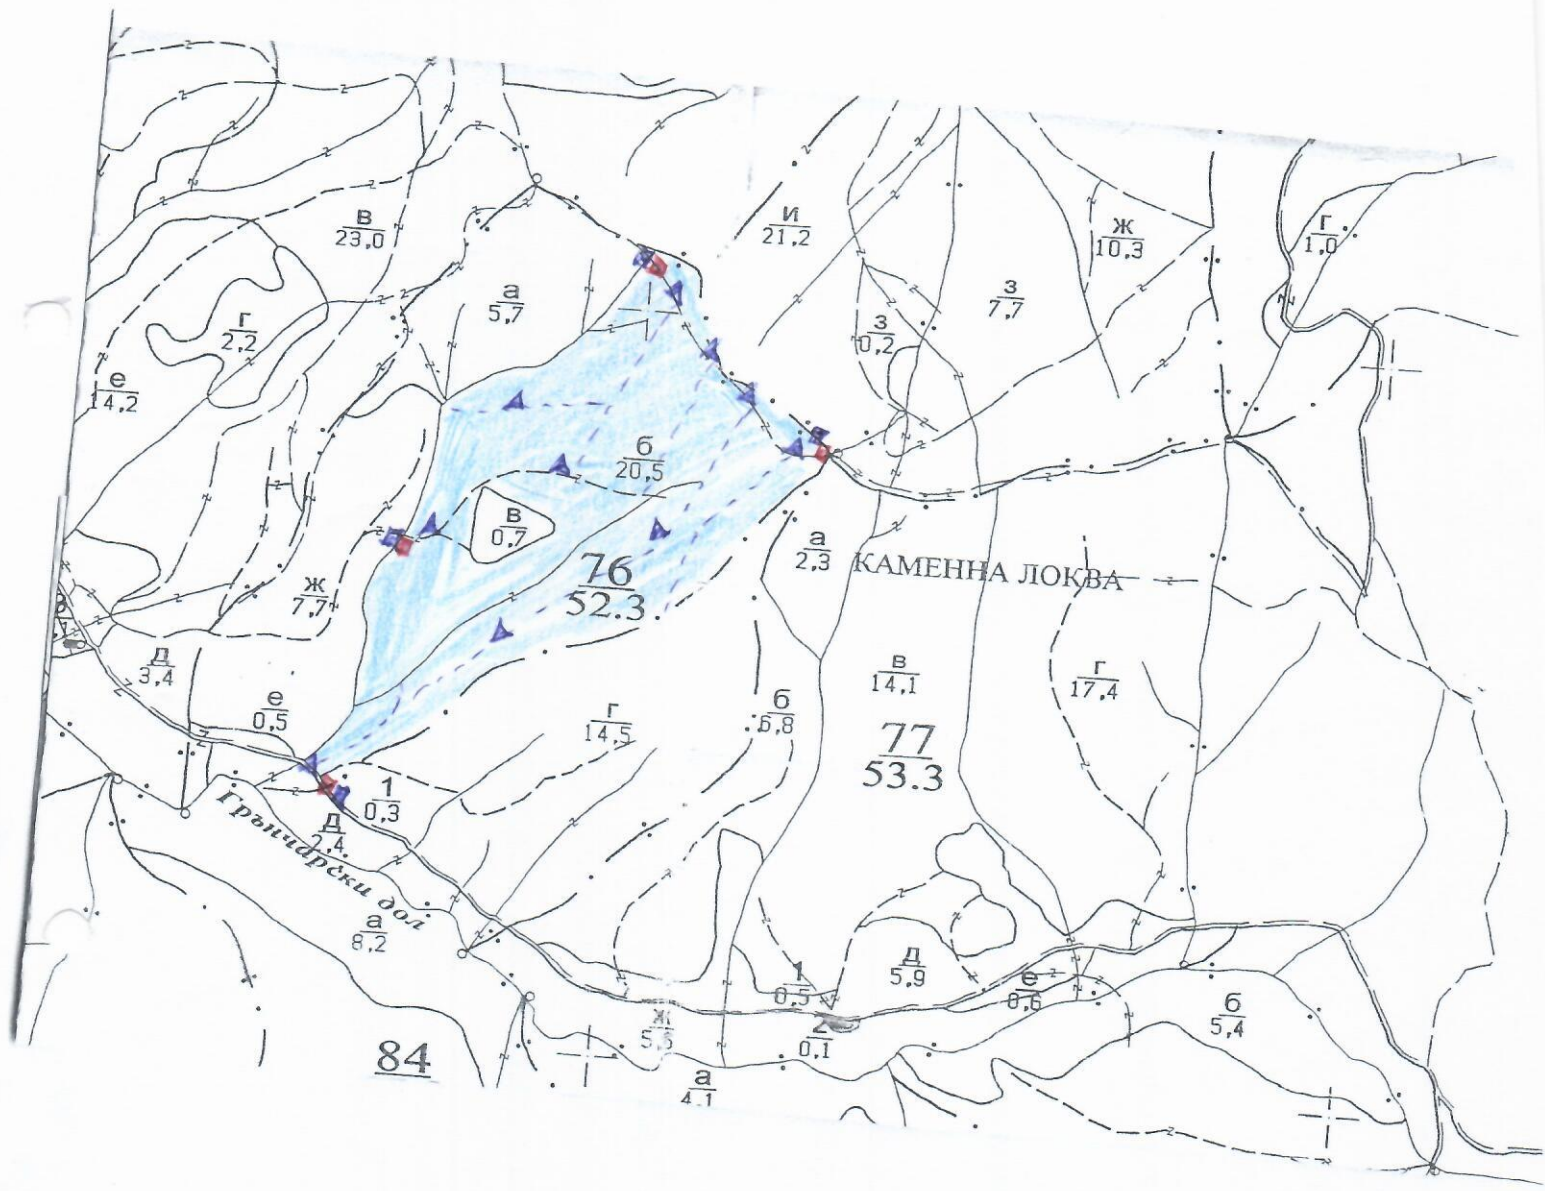 в
23,0
и
21,2
ж
10,3
г
1,0
а
5,7
з
7,7
г
2,2
з
0,2
е
14,2
б
20,5
в
0,7
а
2,3
КАМЕННА ЛОКВА
76
52.3
ж
7,7
д
3,4
е
0,5
г
14,5
б
6,8
в
14,1
г
17,4
77
53.3
1
0,3
д
2,4
Грънчарски дол
а
8,2
1
0,5
д
5,9
е
0,6
б
5,4
ж
5,6
2
0,1
84
а
4,1